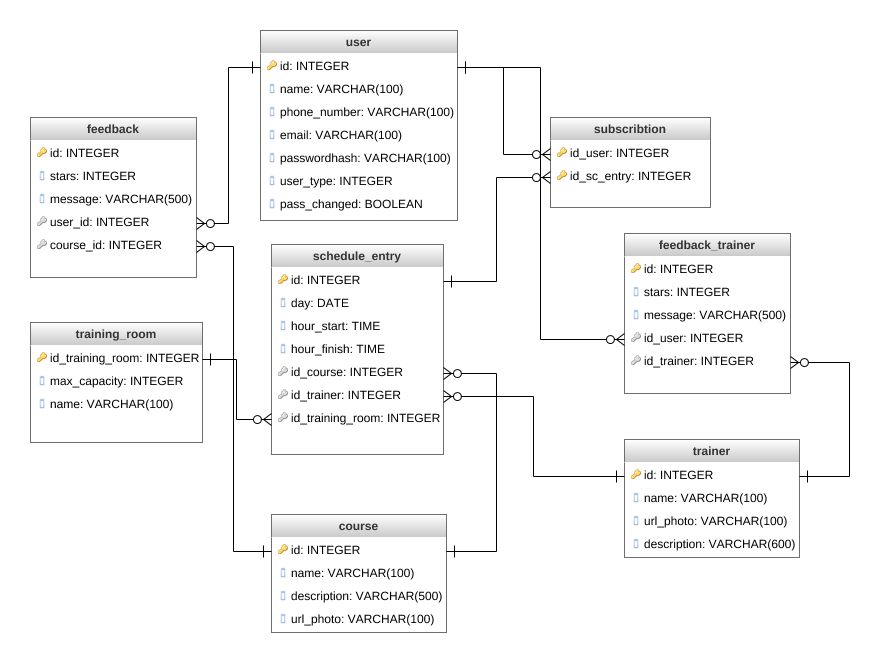 user
id: INTEGER
name: VARCHAR(100)
phone_number: VARCHAR(100)
email: VARCHAR(100)
passwordhash: VARCHAR(100)
user_type: INTEGER
pass_changed: BOOLEAN
feedback
id: INTEGER
stars: INTEGER
message: VARCHAR(500)
user_id: INTEGER
course_id: INTEGER
subscribtion
id_user: INTEGER
id_sc_entry: INTEGER
schedule_entry
id: INTEGER
day: DATE
hour_start: TIME
hour_finish: TIME
id_course: INTEGER
id_trainer: INTEGER
id_training_room: INTEGER
feedback_trainer
id: INTEGER
stars: INTEGER
message: VARCHAR(500)
id_user: INTEGER
id_trainer: INTEGER
training_room
id_training_room: INTEGER
max_capacity: INTEGER
name: VARCHAR(100)
trainer
id: INTEGER
name: VARCHAR(100)
url_photo: VARCHAR(100)
description: VARCHAR(600)
course
id: INTEGER
name: VARCHAR(100)
description: VARCHAR(500)
url_photo: VARCHAR(100)